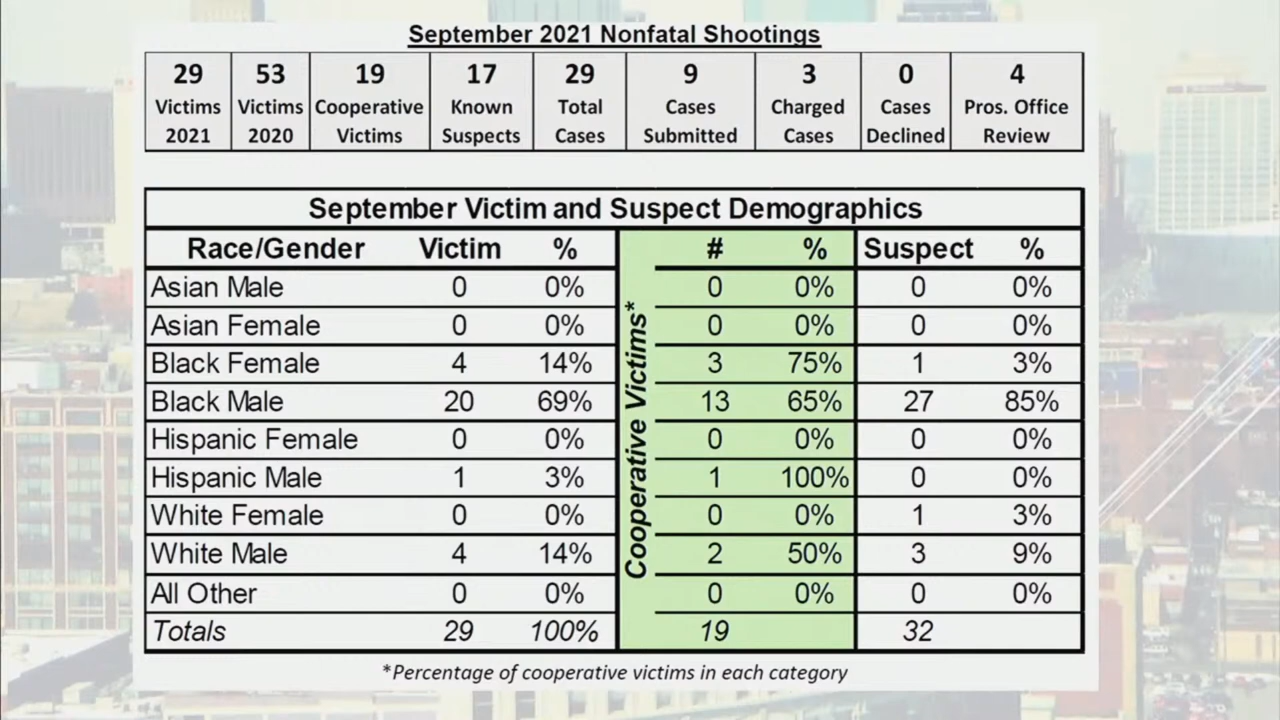 September 2021 Nonfatal Shootings
29 53 19 17 29 9 3 0 4
Victims Victims Cooperative Known Total Cases Charged Cases Pros. Office
2021 2020 Victims Suspects Cases Submitted Cases Declined Review
September Victim and Suspect Demographics
Race/Gender Victim % # % Suspect %
Cooperative Victims*
Asian Male 0 0% 0 0% 0 0%
Asian Female 0 0% 0 0% 0 0%
Black Female 4 14% 3 75% 1 3%
Black Male 20 69% 13 65% 27 85%
Hispanic Female 0 0% 0 0% 0 0%
Hispanic Male 1 3% 1 100% 0 0%
White Female 0 0% 0 0% 1 3%
White Male 4 14% 2 50% 3 9%
All Other 0 0% 0 0% 0 0%
Totals 29 100% 19 32
*Percentage of cooperative victims in each category